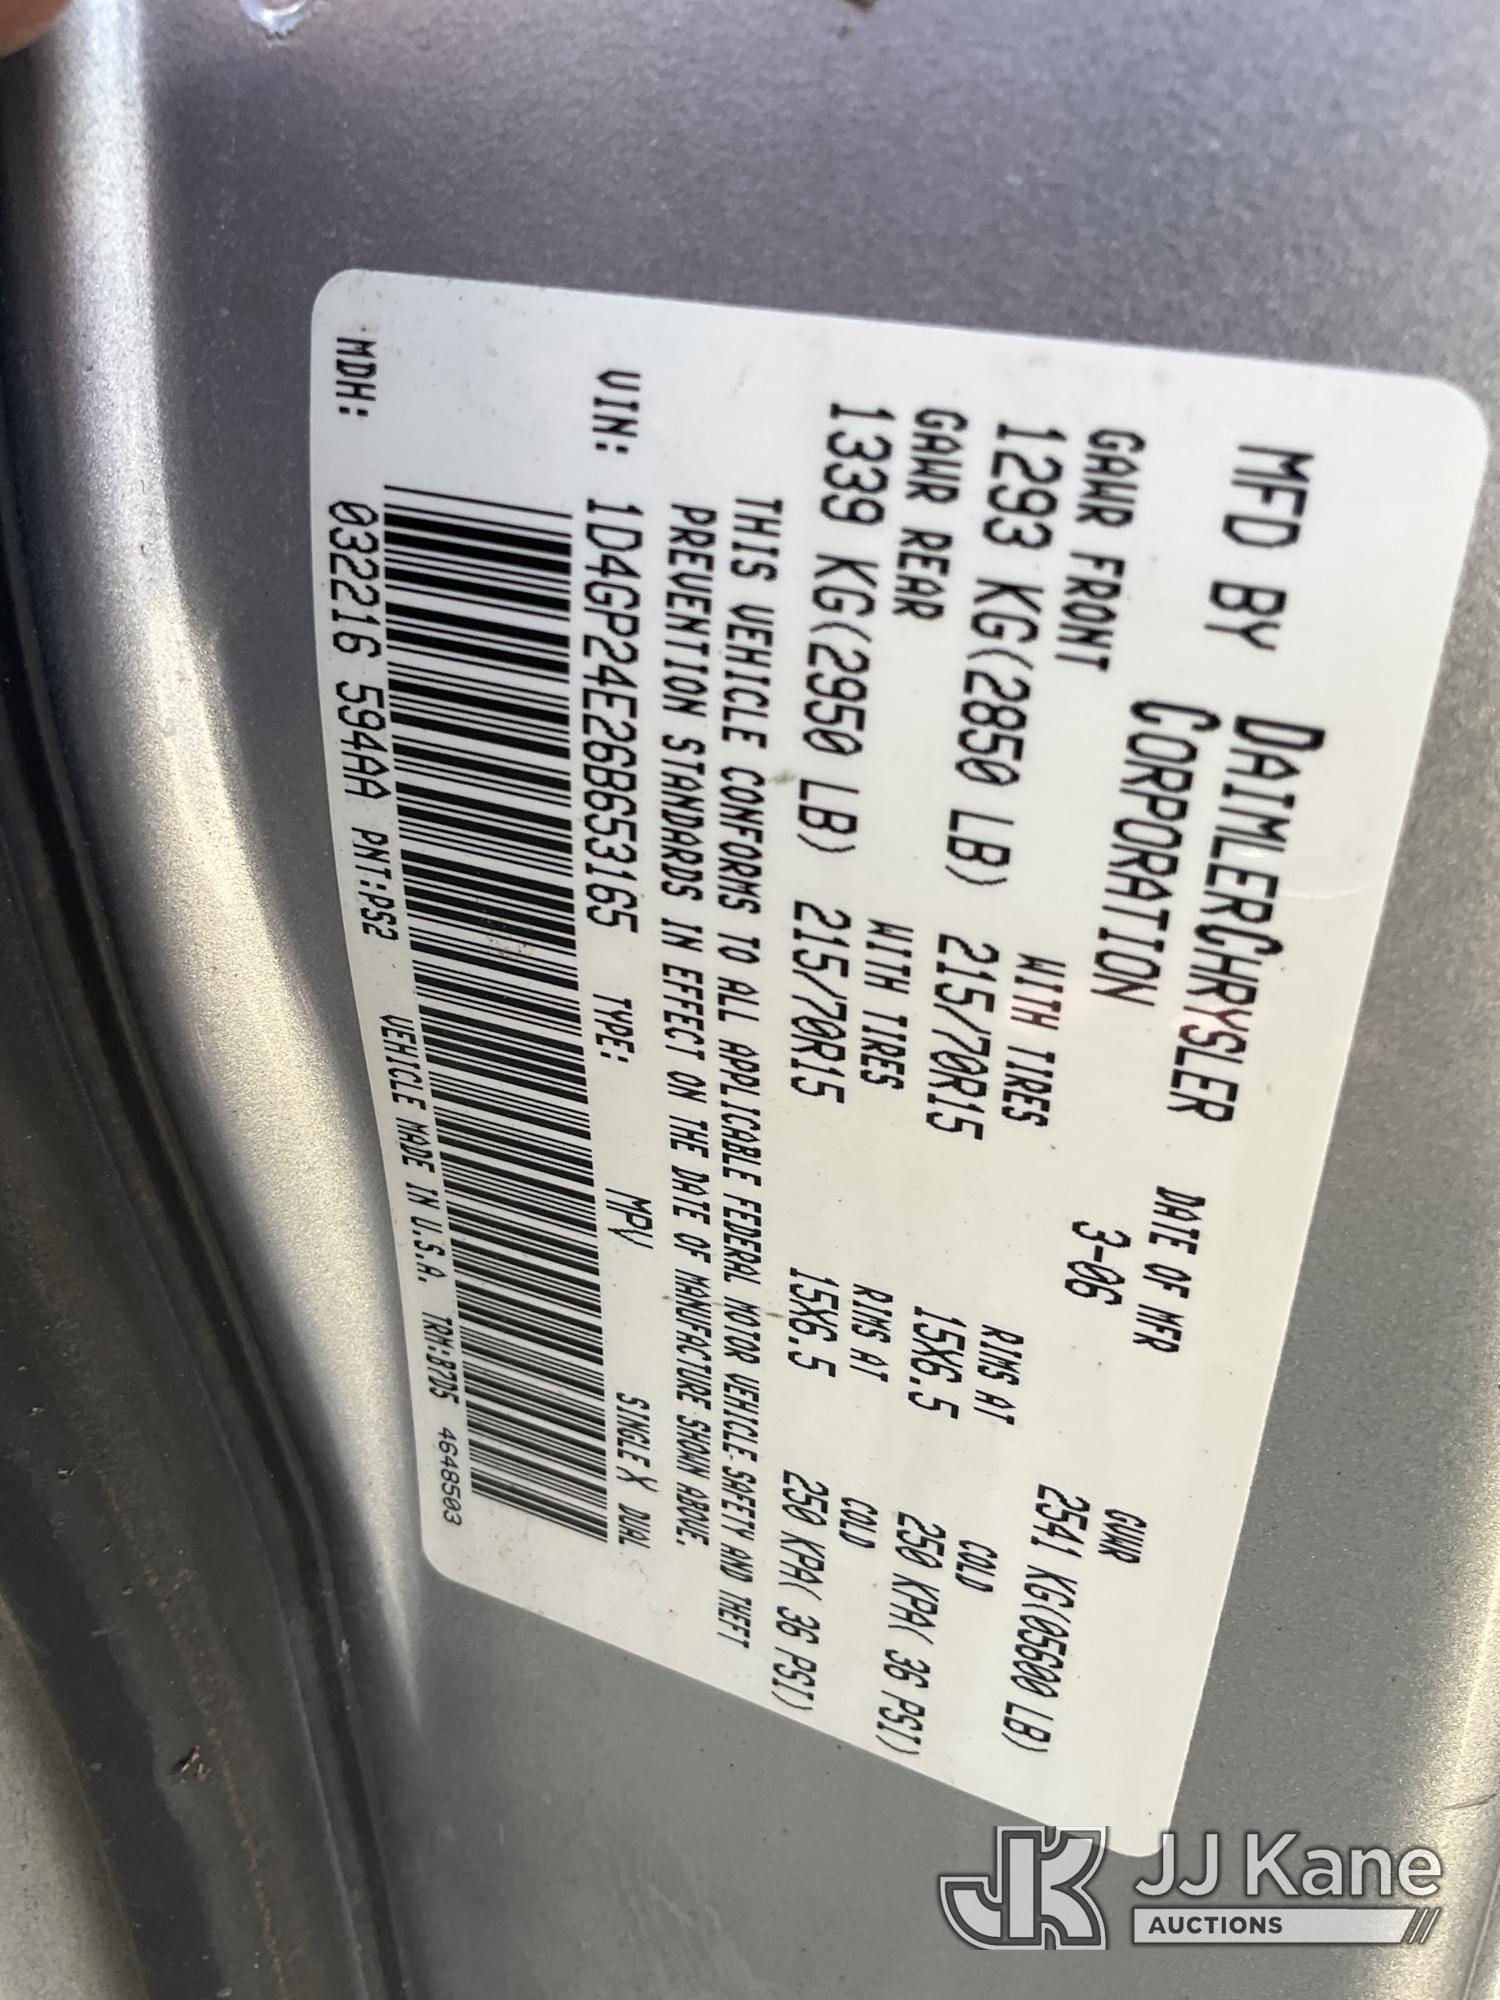 MFD BY DAIMLERCHRYSLER CORPORATION
DATE OF MFR 3-06
GVWR 2541 KG(05600 LB)
GAWR FRONT WITH TIRES RIMS AT COLD
1293 KG(2850 LB) 215/70R15 15X6.5 250 KPA( 36 PSI)
GAWR REAR WITH TIRES RIMS AT COLD
1339 KG(2950 LB) 215/70R15 15X6.5 250 KPA( 36 PSI)
THIS VEHICLE CONFORMS TO ALL APPLICABLE FEDERAL MOTOR VEHICLE SAFETY AND THEFT
PREVENTION STANDARDS IN EFFECT ON THE DATE OF MANUFACTURE SHOWN ABOVE.
VIN: 1D4GP24E26B653165 TYPE: MPV SINGLE X DUAL
MDH: 032216 594AA PNT:PS2 VEHICLE MADE IN U.S.A. TRM:B7D5 4648503
JK JJ Kane
AUCTIONS